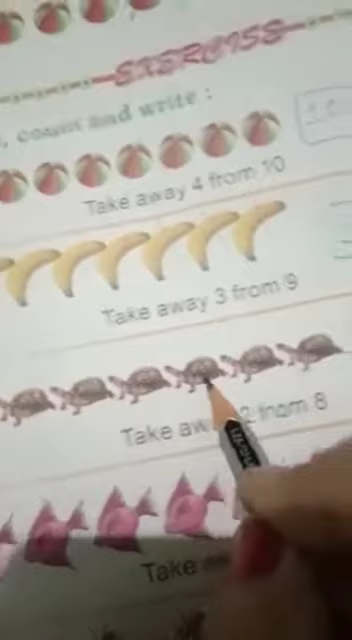 EXERCISE
, count and write :
Take away 4 from 10
Take away 3 from 9
Take away 2 from 8
Take